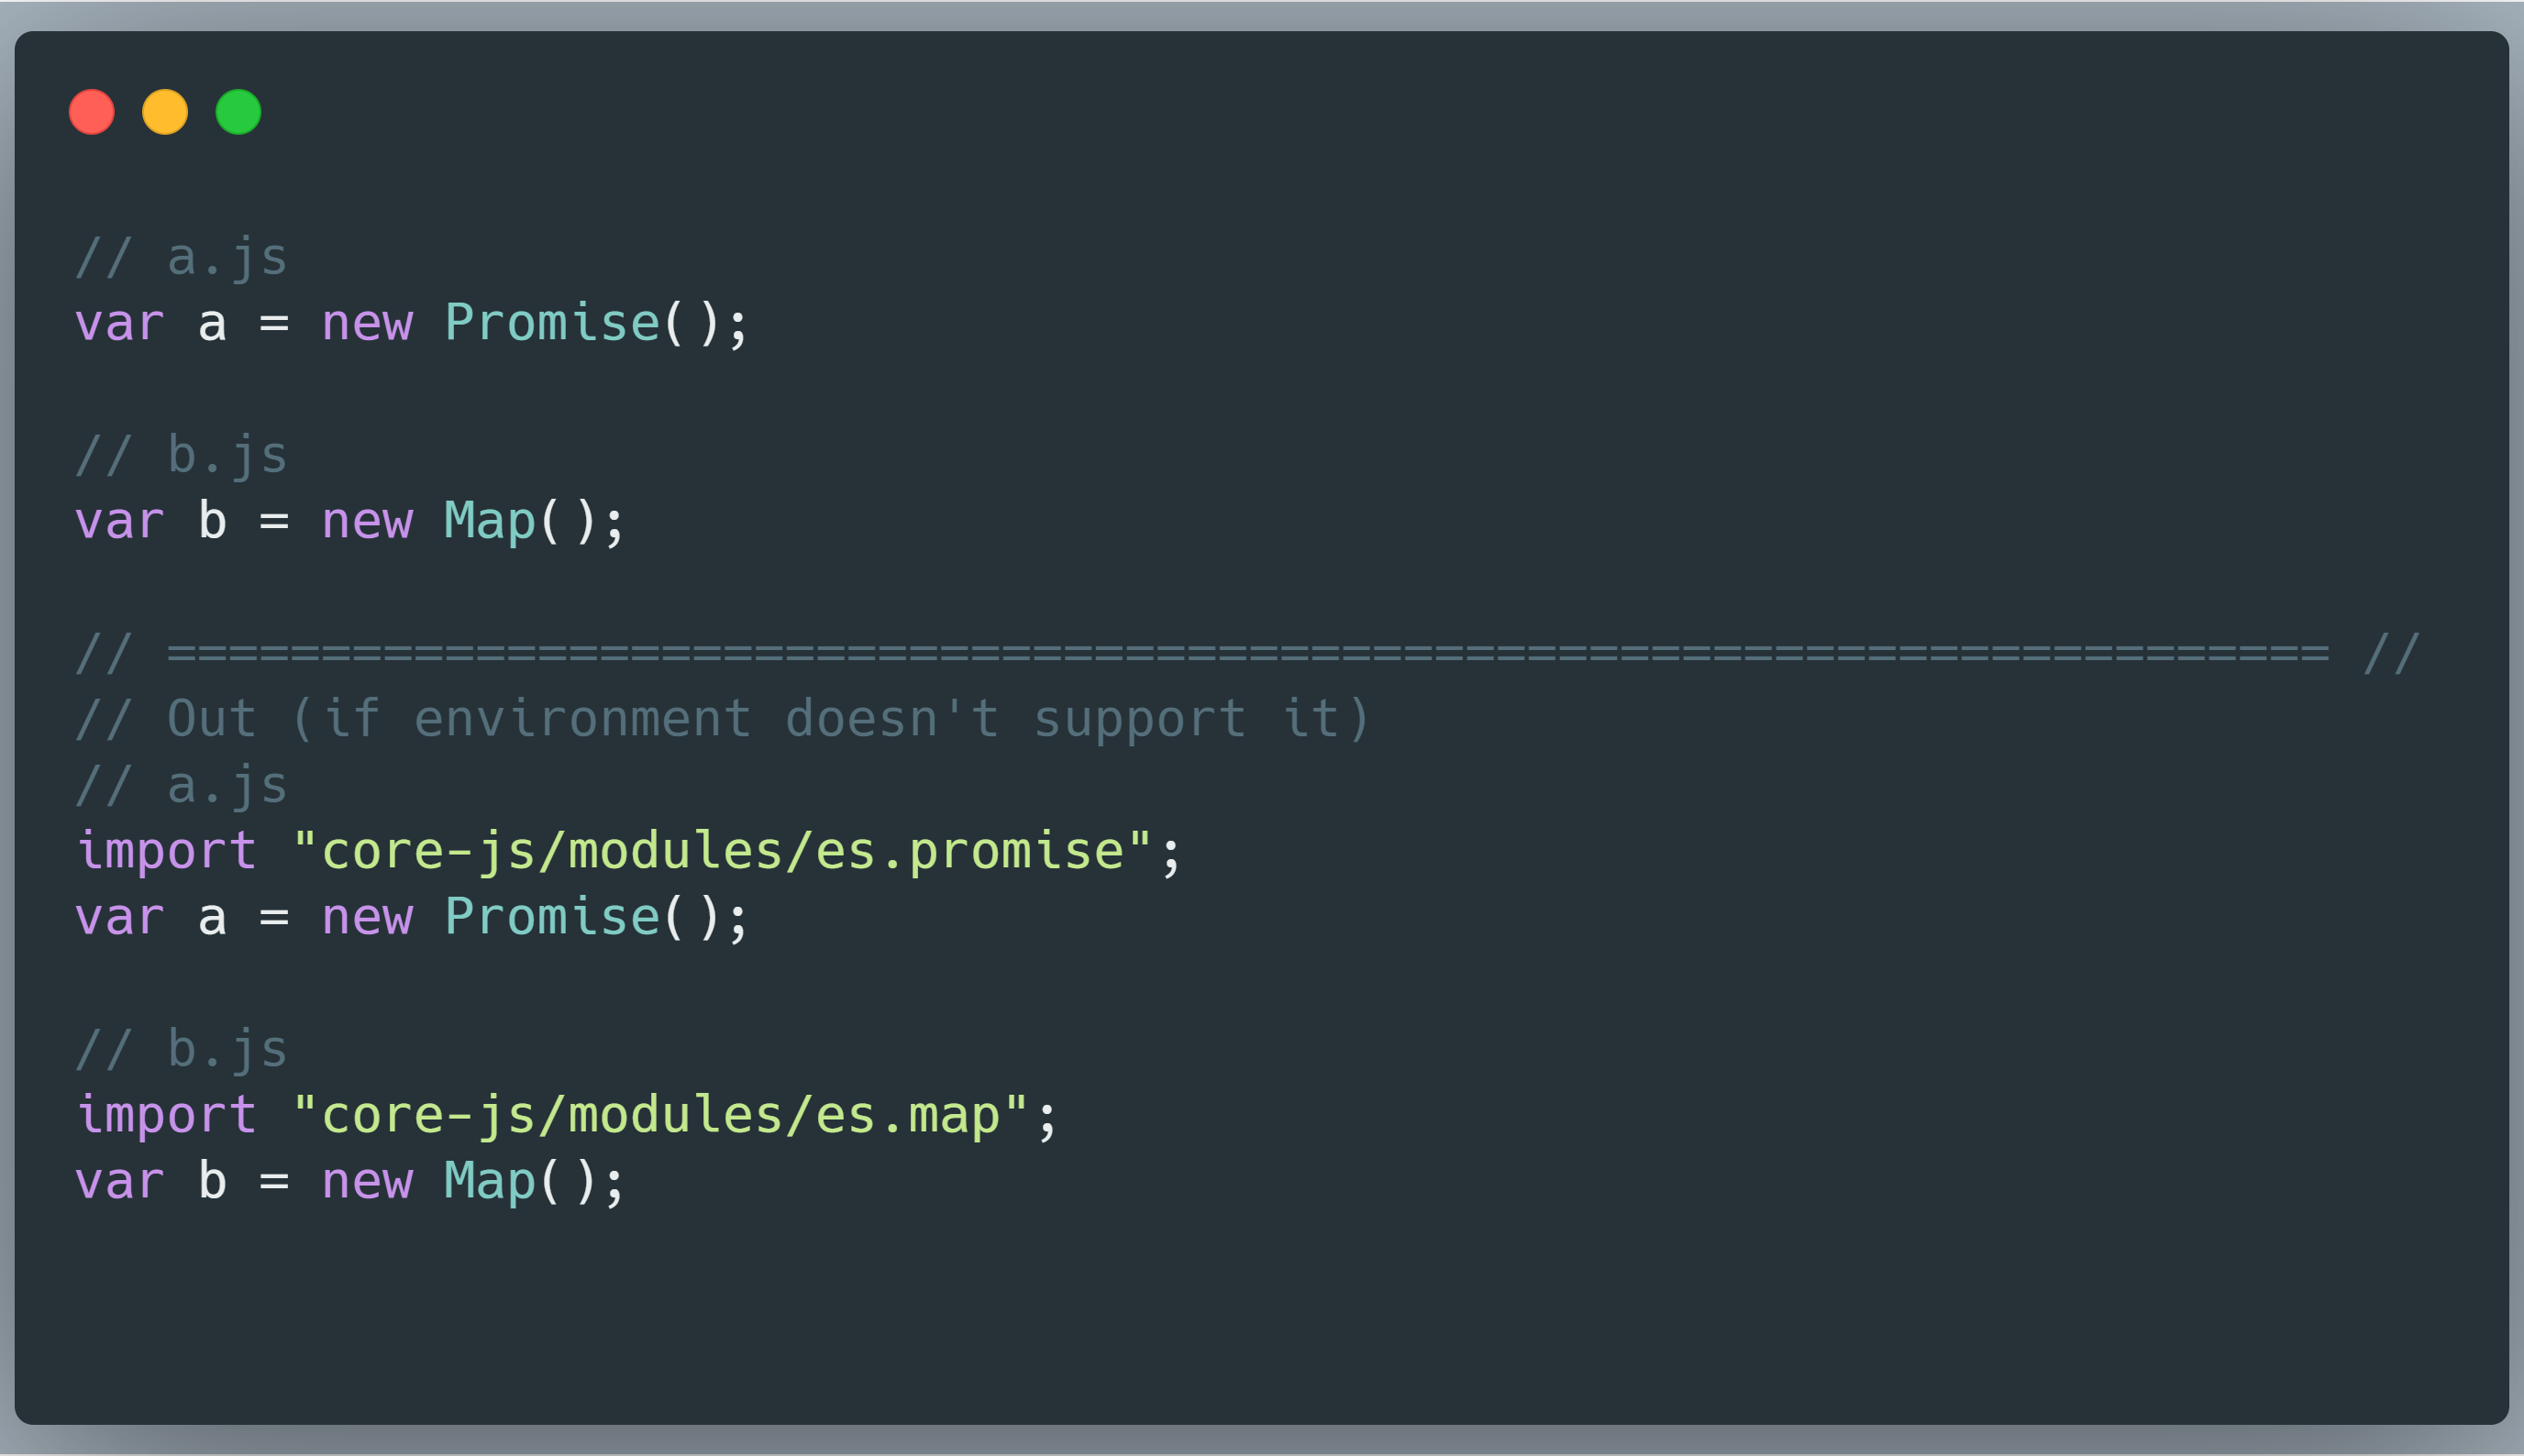 // a.js
var a = new Promise();
// b.js
var b = new Map();
// ====================================================================== //
// Out (if environment doesn't support it)
// a.js
import "core-js/modules/es.promise";
var a = new Promise();
// b.js
import "core-js/modules/es.map";
var b = new Map();